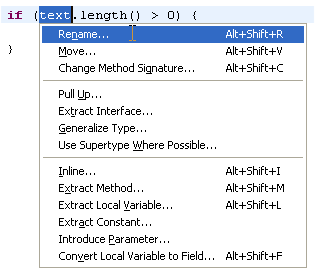 if (text.length() > 0) {
Rename... Alt+Shift+R
}
Move... Alt+Shift+V
Change Method Signature... Alt+Shift+C
Pull Up...
Extract Interface...
Generalize Type...
Use Supertype Where Possible...
Inline... Alt+Shift+I
Extract Method... Alt+Shift+M
Extract Local Variable... Alt+Shift+L
Extract Constant...
Introduce Parameter...
Convert Local Variable to Field... Alt+Shift+F